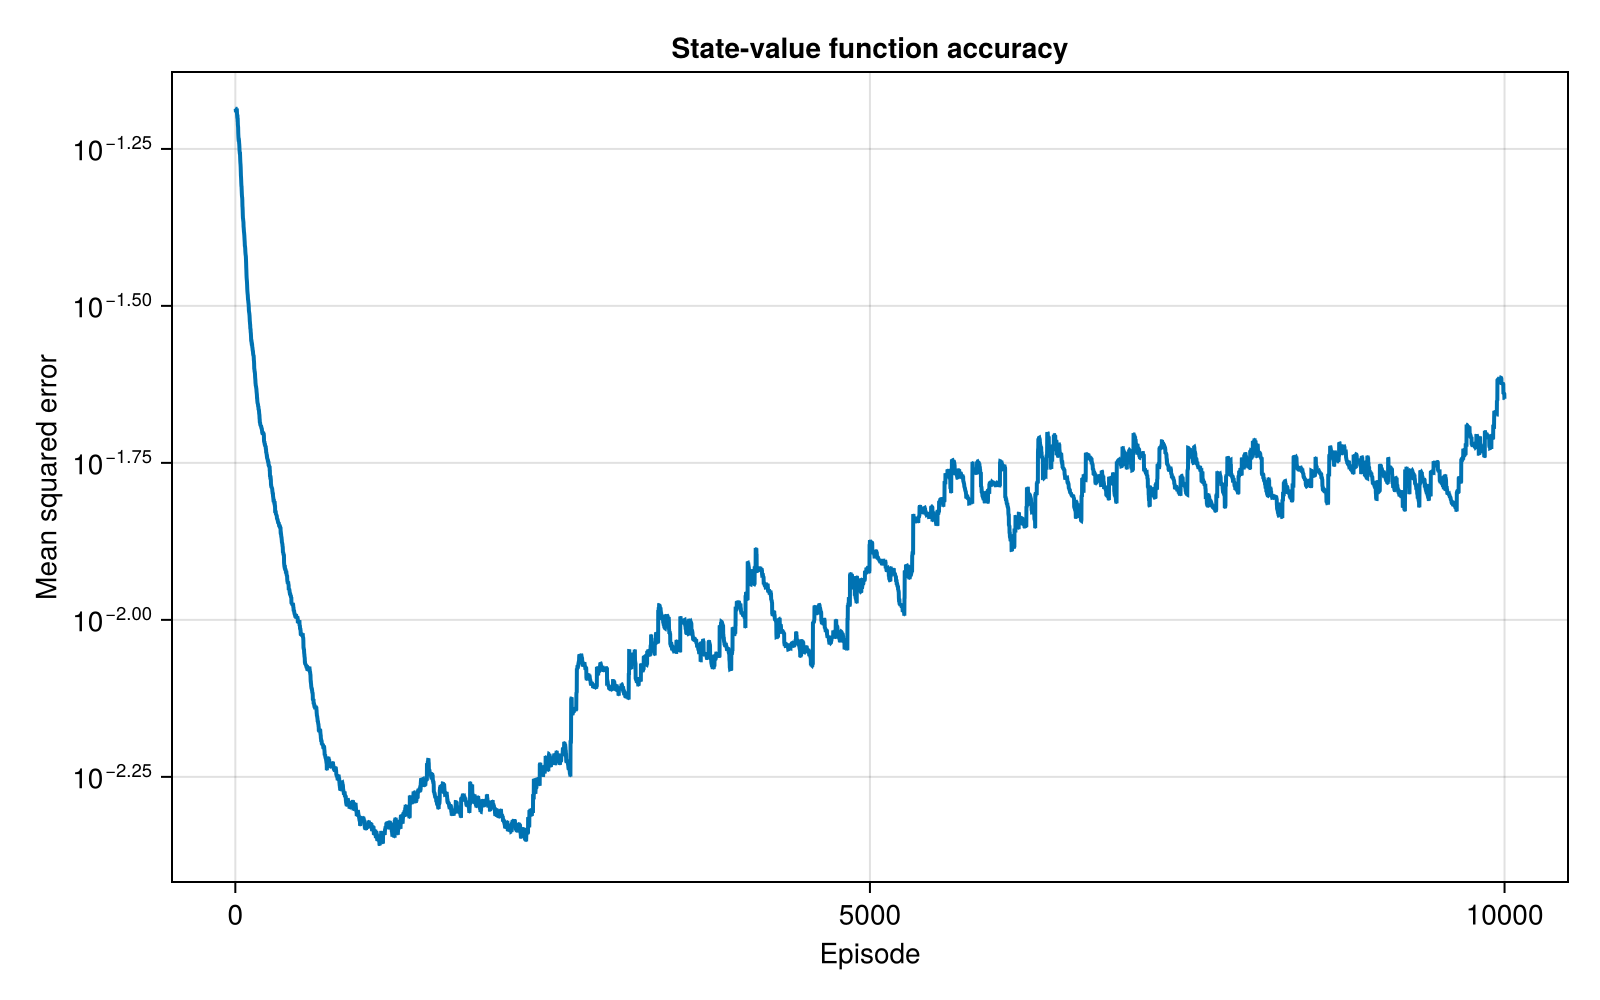 State-value function accuracy
Mean squared error
10−1.25
10−1.50
10−1.75
10−2.00
10−2.25
0 5000 10000
Episode